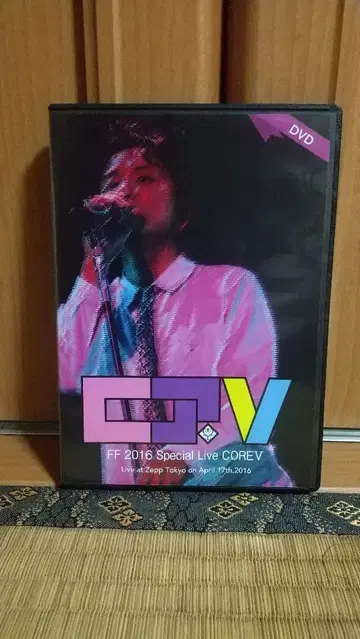 DVD
FF 2016 Special Live COREV
Live at Zepp Tokyo on April 17th,2016